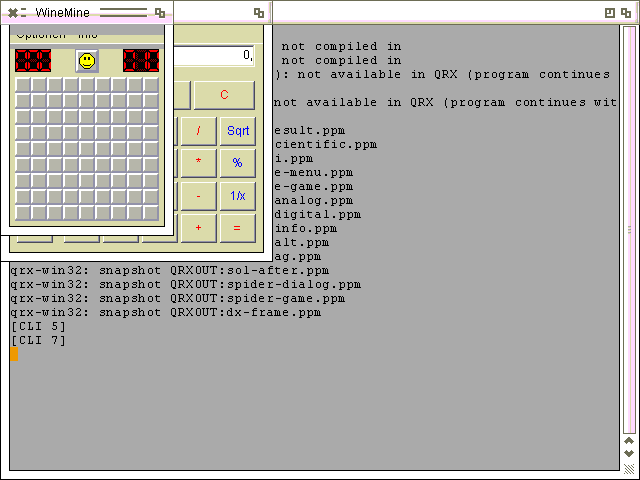 WineMine
Optionen Info
0,
C
/ Sqrt
* %
- 1/x
+ =
not compiled in
not compiled in
): not available in QRX (program continues
not available in QRX (program continues wit
esult.ppm
cientific.ppm
i.ppm
e-menu.ppm
e-game.ppm
analog.ppm
digital.ppm
info.ppm
alt.ppm
ag.ppm
qrx-win32: snapshot QRXOUT:sol-after.ppm
qrx-win32: snapshot QRXOUT:spider-dialog.ppm
qrx-win32: snapshot QRXOUT:spider-game.ppm
qrx-win32: snapshot QRXOUT:dx-frame.ppm
[CLI 5]
[CLI 7]